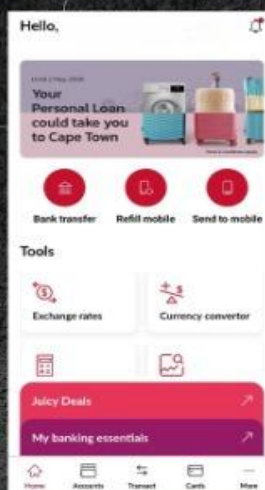 Hello,
Your
Personal Loan
could take you
to Cape Town
Bank transfer
Refill mobile
Send to mobile
Tools
Exchange rates
Currency converter
Juicy Deals
My banking essentials
Home
Accounts
Transact
Cards
More